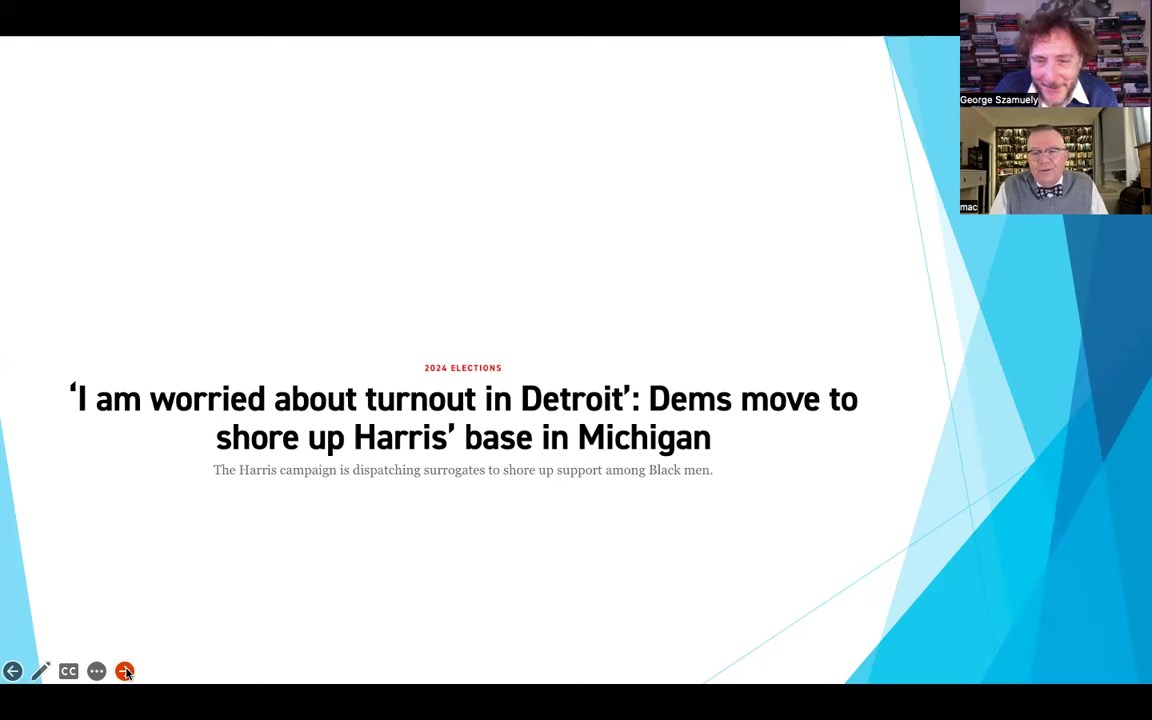 George Szamuely
mac
2024 ELECTIONS
‘I am worried about turnout in Detroit’: Dems move to
shore up Harris’ base in Michigan
The Harris campaign is dispatching surrogates to shore up support among Black men.
CC